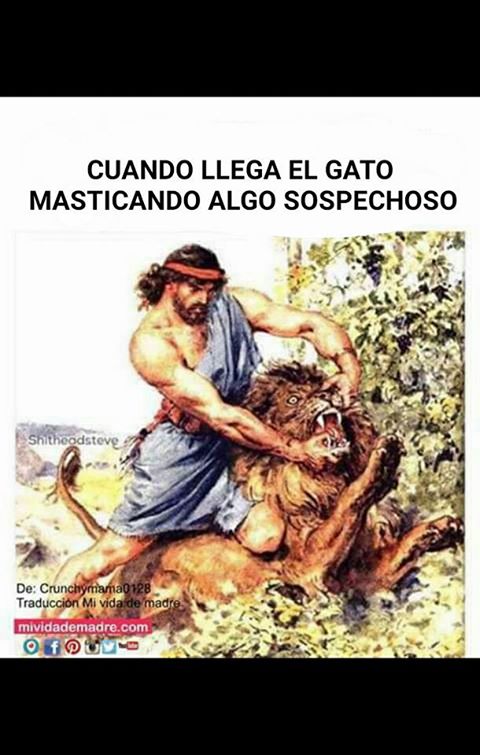 CUANDO LLEGA EL GATO
MASTICANDO ALGO SOSPECHOSO
Shitheadsteve
De: Crunchymama0128
Traducción Mi vida de madre
mividademadre.com